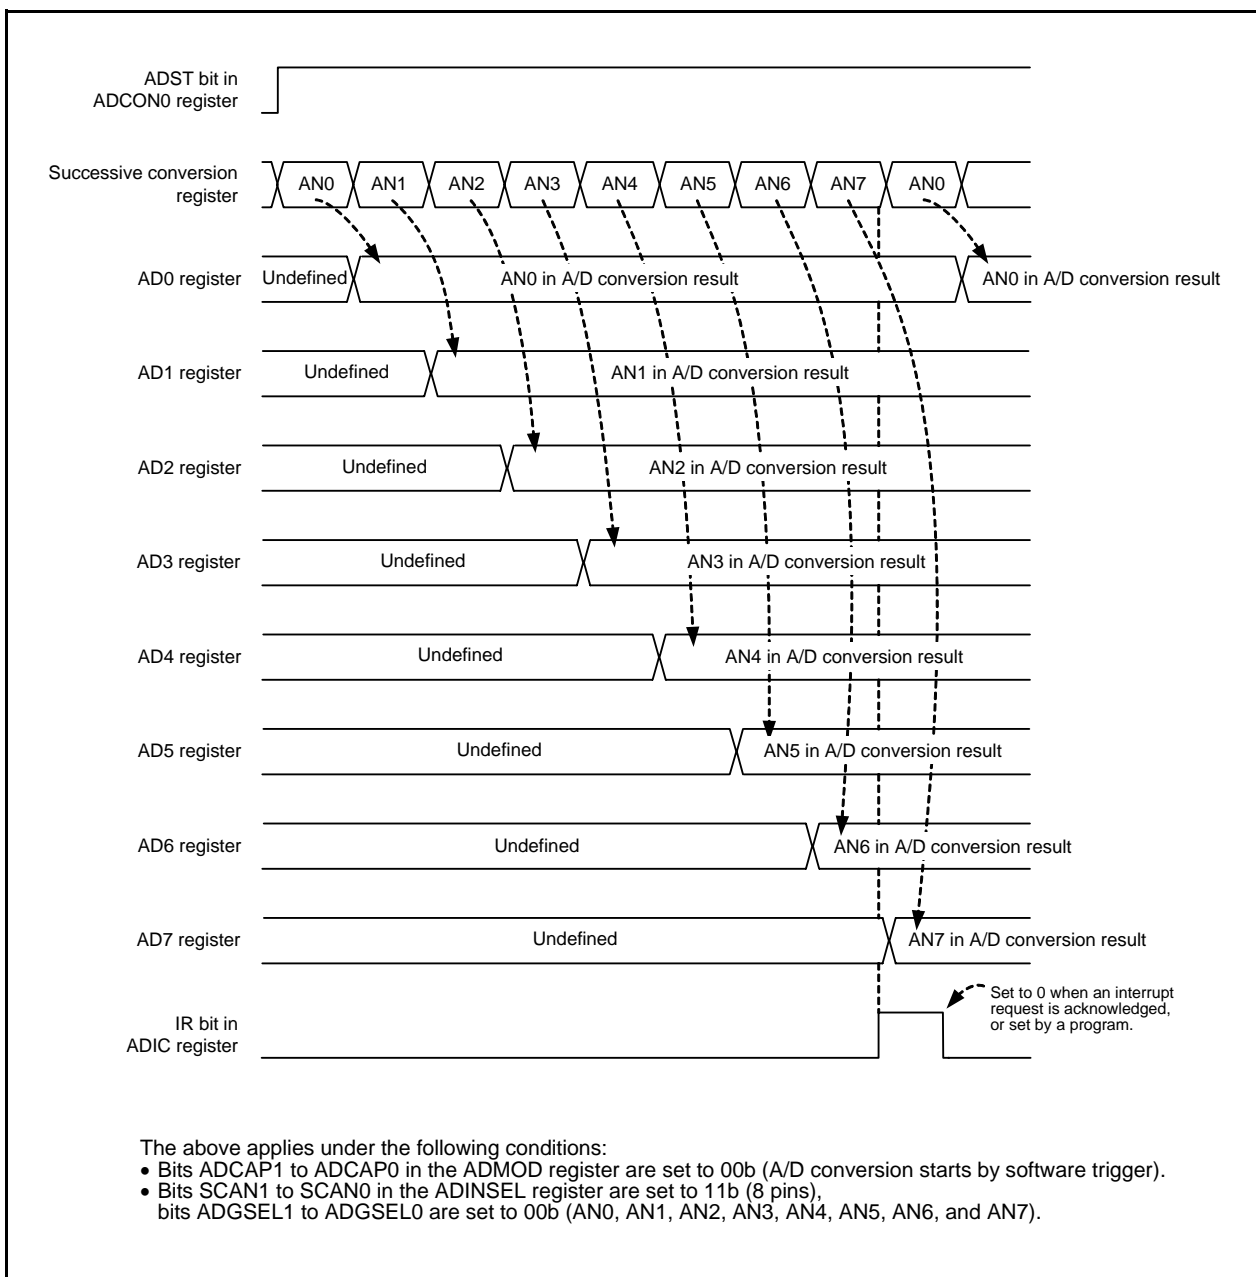 ADST bit in
ADCON0 register
Successive conversion
register
AN0 AN1 AN2 AN3 AN4 AN5 AN6 AN7 AN0
AD0 register
Undefined
AN0 in A/D conversion result
AN0 in A/D conversion result
AD1 register
Undefined
AN1 in A/D conversion result
AD2 register
Undefined
AN2 in A/D conversion result
AD3 register
Undefined
AN3 in A/D conversion result
AD4 register
Undefined
AN4 in A/D conversion result
AD5 register
Undefined
AN5 in A/D conversion result
AD6 register
Undefined
AN6 in A/D conversion result
AD7 register
Undefined
AN7 in A/D conversion result
IR bit in
ADIC register
Set to 0 when an interrupt
request is acknowledged,
or set by a program.
The above applies under the following conditions:
• Bits ADCAP1 to ADCAP0 in the ADMOD register are set to 00b (A/D conversion starts by software trigger).
• Bits SCAN1 to SCAN0 in the ADINSEL register are set to 11b (8 pins),
bits ADGSEL1 to ADGSEL0 are set to 00b (AN0, AN1, AN2, AN3, AN4, AN5, AN6, and AN7).